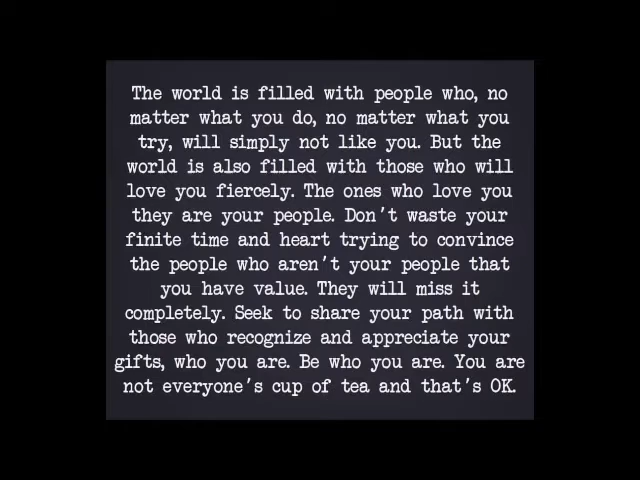 The world is filled with people who, no
matter what you do, no matter what you
try, will simply not like you. But the
world is also filled with those who will
love you fiercely. The ones who love you
they are your people. Don't waste your
finite time and heart trying to convince
the people who aren't your people that
you have value. They will miss it
completely. Seek to share your path with
those who recognize and appreciate your
gifts, who you are. Be who you are. You are
not everyone's cup of tea and that's OK.